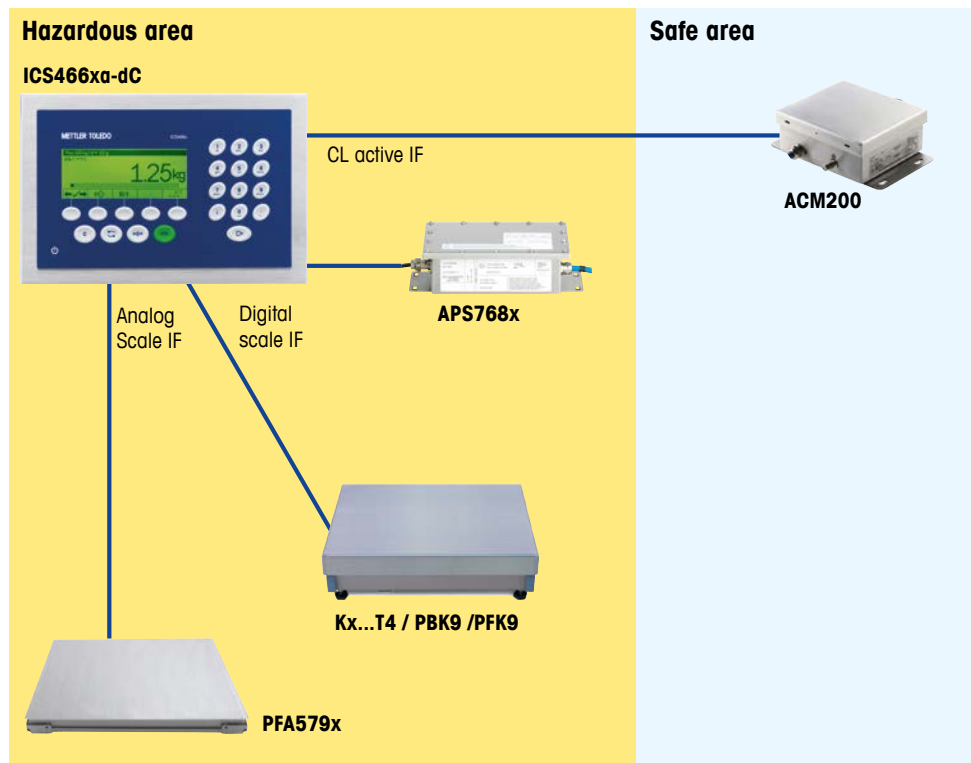 Hazardous area
Safe area
ICS466xa-dC
METTLER TOLEDO
1.25kg
CL active IF
ACM200
APS768x
Analog
Scale IF
Digital
scale IF
Kx...T4 / PBK9 /PFK9
PFA579x